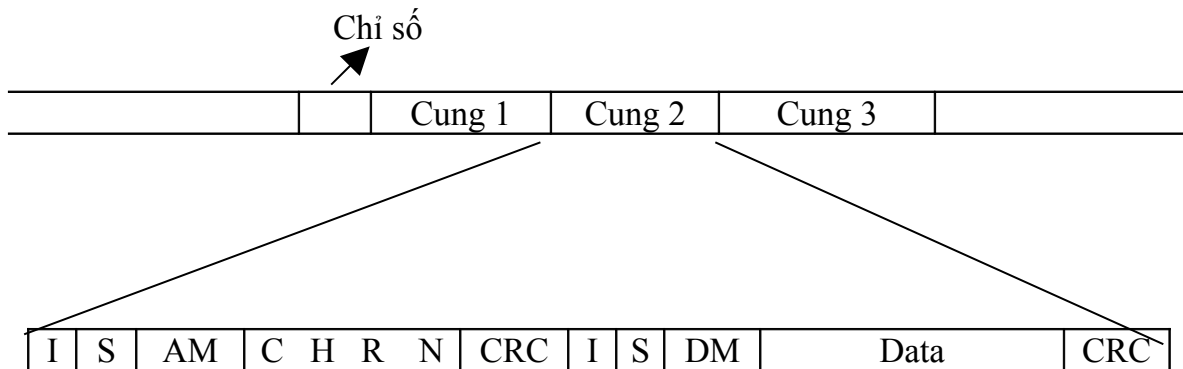 Chỉ số
Cung 1 Cung 2 Cung 3
I S AM C H R N CRC I S DM Data CRC